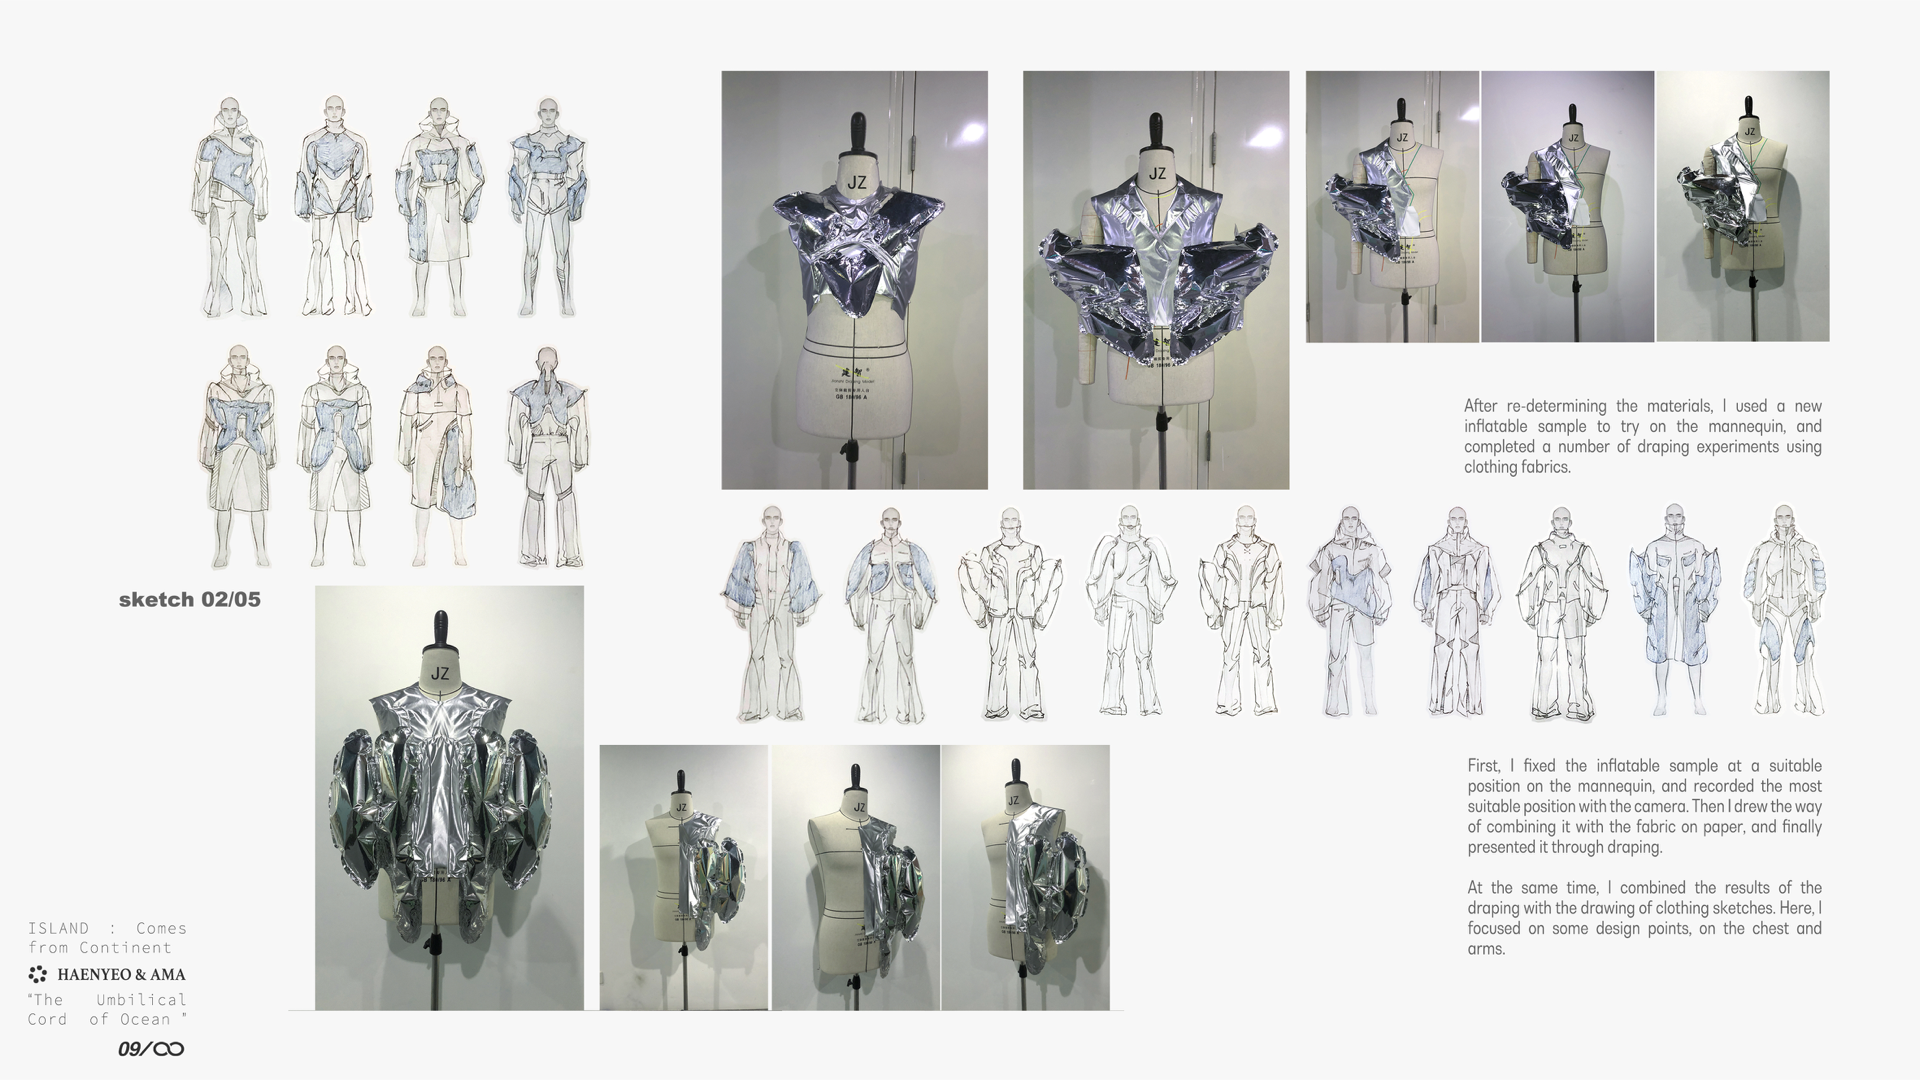 JZ
JZ
JZ
JZ
JZ
GB 160/98 A
After re-determining the materials, I used a new
inflatable sample to try on the mannequin, and
completed a number of draping experiments using
clothing fabrics.
sketch 02/05
JZ
JZ
JZ
JZ
First, I fixed the inflatable sample at a suitable
position on the mannequin, and recorded the most
suitable position with the camera. Then I drew the way
of combining it with the fabric on paper, and finally
presented it through draping.
At the same time, I combined the results of the
draping with the drawing of clothing sketches. Here, I
focused on some design points, on the chest and
arms.
ISLAND : Comes
from Continent
HAENYEO & AMA
"The Umbilical
Cord of Ocean "
09/∞